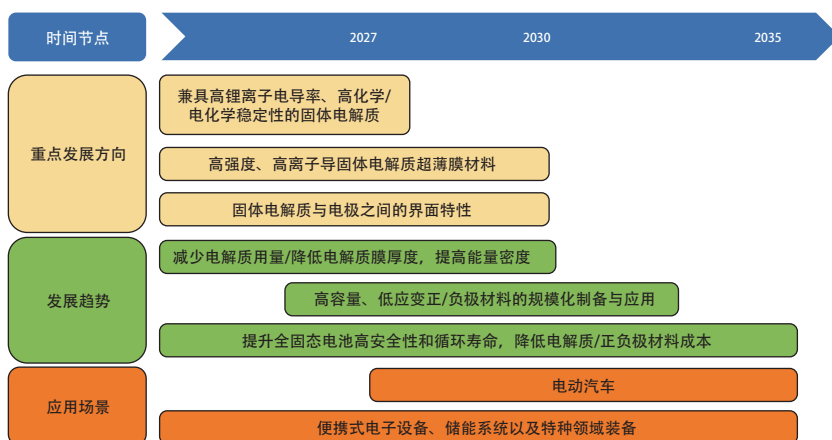 时间节点
2027
2030
2035
重点发展方向
兼具高锂离子电导率、高化学/
电化学稳定性的固体电解质
高强度、高离子导固体电解质超薄膜材料
固体电解质与电极之间的界面特性
发展趋势
减少电解质用量/降低电解质膜厚度，提高能量密度
高容量、低应变正/负极材料的规模化制备与应用
提升全固态电池高安全性和循环寿命，降低电解质/正负极材料成本
应用场景
电动汽车
便携式电子设备、储能系统以及特种领域装备